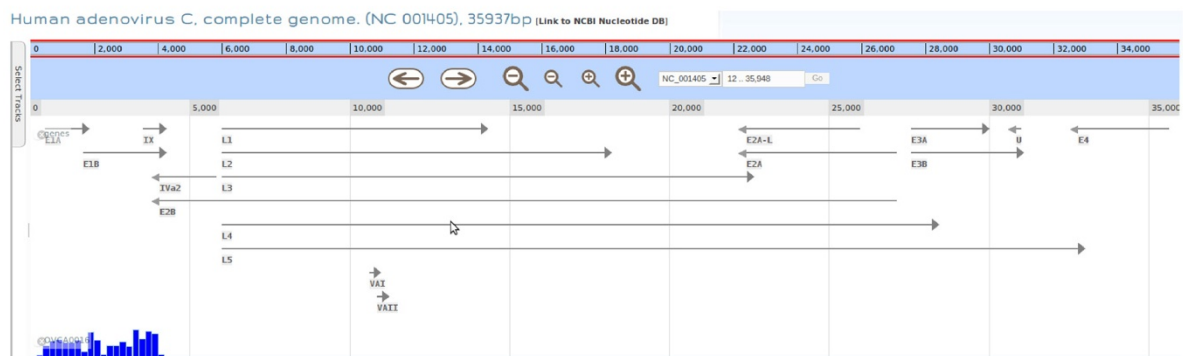 Human adenovirus C, complete genome. (NC 001405), 35937bp [Link to NCBI Nucleotide DB]
0 2,000 4,000 6,000 8,000 10,000 12,000 14,000 16,000 18,000 20,000 22,000 24,000 26,000 28,000 30,000 32,000 34,000
Select Tracks
NC_001405 12 .. 35,948 Go
0 5,000 10,000 15,000 20,000 25,000 30,000 35,000
genes
E1A IX L1 E2A-L E3A U E4
E1B L2 E2A E3B
IVa2 L3
E2B
L4
L5
VAI
VAII